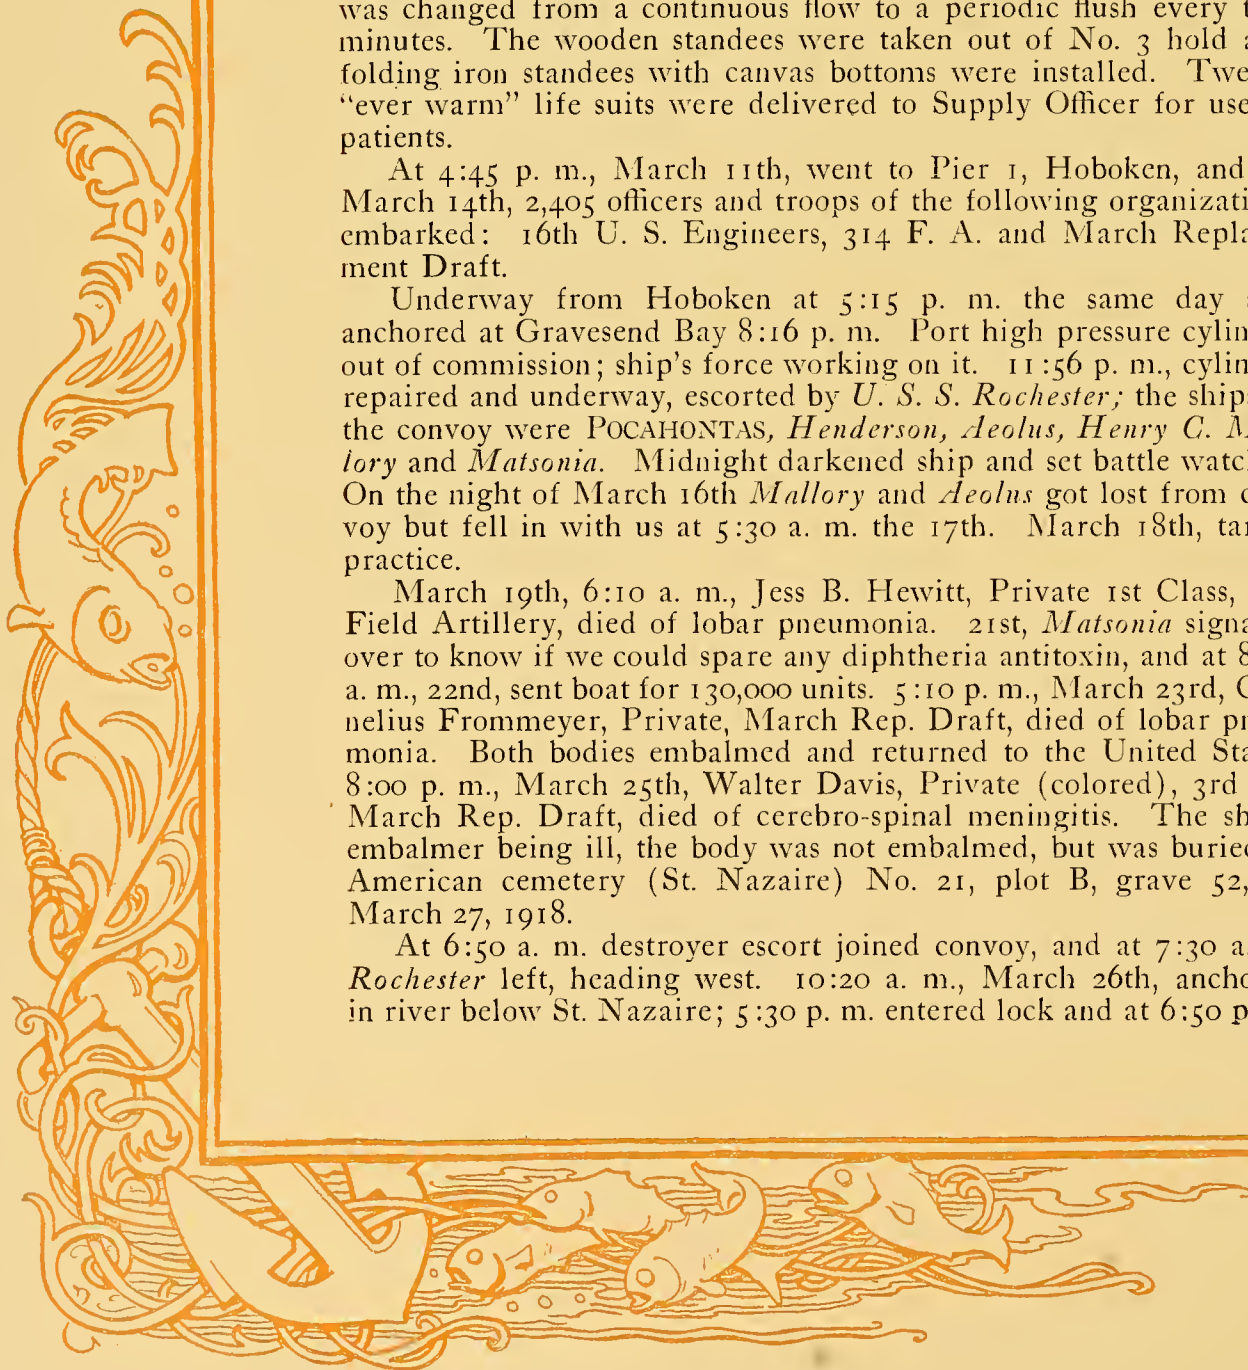 was changed from a continuous flow to a periodic flush every t
minutes. The wooden standees were taken out of No. 3 hold a
folding iron standees with canvas bottoms were installed. Twe
“ever warm” life suits were delivered to Supply Officer for use
patients.
At 4:45 p. m., March 11th, went to Pier 1, Hoboken, and
March 14th, 2,405 officers and troops of the following organizati
embarked: 16th U. S. Engineers, 314 F. A. and March Repla
ment Draft.
Underway from Hoboken at 5:15 p. m. the same day a
anchored at Gravesend Bay 8:16 p. m. Port high pressure cylin
out of commission; ship's force working on it. 11:56 p. m., cylin
repaired and underway, escorted by U. S. S. Rochester; the ship
the convoy were POCAHONTAS, Henderson, Aeolus, Henry C. M
lory and Matsonia. Midnight darkened ship and set battle watch
On the night of March 16th Mallory and Aeolus got lost from c
voy but fell in with us at 5:30 a. m. the 17th. March 18th, tar
practice.
March 19th, 6:10 a. m., Jess B. Hewitt, Private 1st Class,
Field Artillery, died of lobar pneumonia. 21st, Matsonia signa
over to know if we could spare any diphtheria antitoxin, and at 8
a. m., 22nd, sent boat for 130,000 units. 5:10 p. m., March 23rd, C
nelius Frommeyer, Private, March Rep. Draft, died of lobar pn
monia. Both bodies embalmed and returned to the United Sta
8:00 p. m., March 25th, Walter Davis, Private (colored), 3rd
March Rep. Draft, died of cerebro-spinal meningitis. The sh
embalmer being ill, the body was not embalmed, but was burie
American cemetery (St. Nazaire) No. 21, plot B, grave 52,
March 27, 1918.
At 6:50 a. m. destroyer escort joined convoy, and at 7:30 a.
Rochester left, heading west. 10:20 a. m., March 26th, ancho
in river below St. Nazaire; 5:30 p. m. entered lock and at 6:50 p